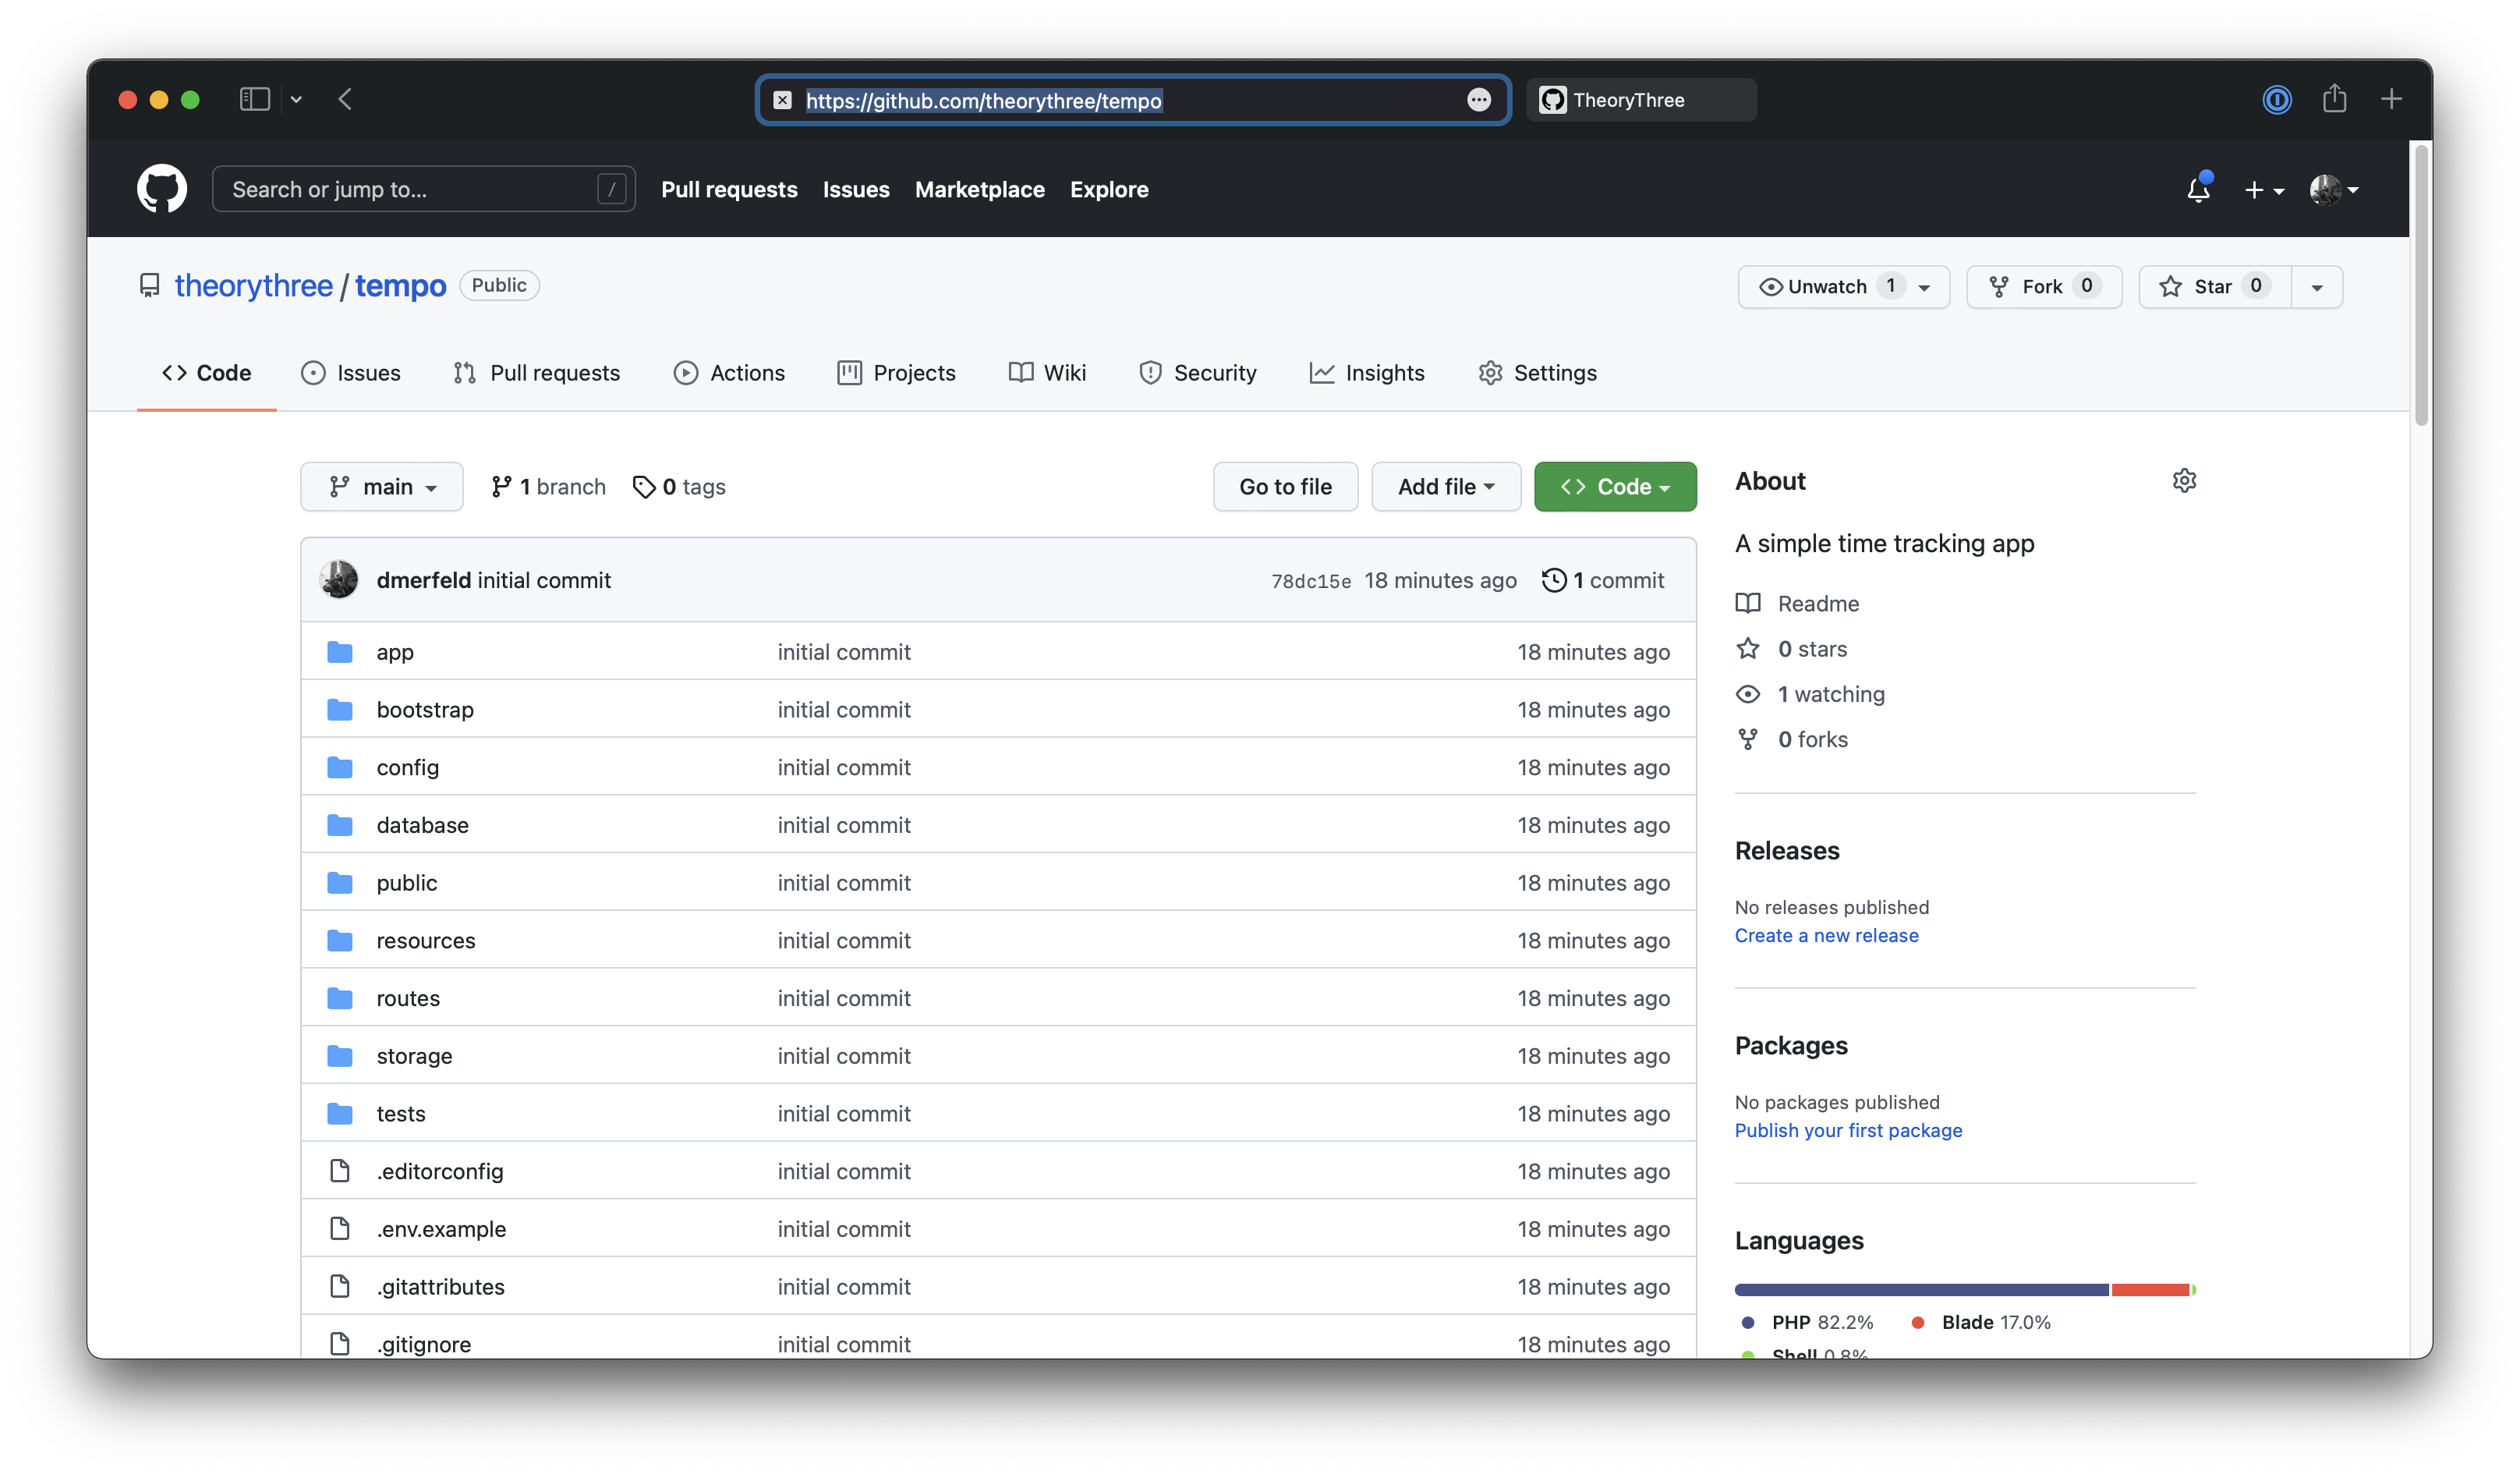 https://github.com/theorythree/tempo
TheoryThree
Search or jump to... /
Pull requests Issues Marketplace Explore
theorythree / tempo Public
Unwatch 1 Fork 0 Star 0
Code Issues Pull requests Actions Projects Wiki Security Insights Settings
main 1 branch 0 tags Go to file Add file Code
dmerfeld initial commit 78dc15e 18 minutes ago 1 commit
app initial commit 18 minutes ago
bootstrap initial commit 18 minutes ago
config initial commit 18 minutes ago
database initial commit 18 minutes ago
public initial commit 18 minutes ago
resources initial commit 18 minutes ago
routes initial commit 18 minutes ago
storage initial commit 18 minutes ago
tests initial commit 18 minutes ago
.editorconfig initial commit 18 minutes ago
.env.example initial commit 18 minutes ago
.gitattributes initial commit 18 minutes ago
.gitignore initial commit 18 minutes ago
About
A simple time tracking app
Readme
0 stars
1 watching
0 forks
Releases
No releases published
Create a new release
Packages
No packages published
Publish your first package
Languages
PHP 82.2% Blade 17.0%
Shell 0.8%